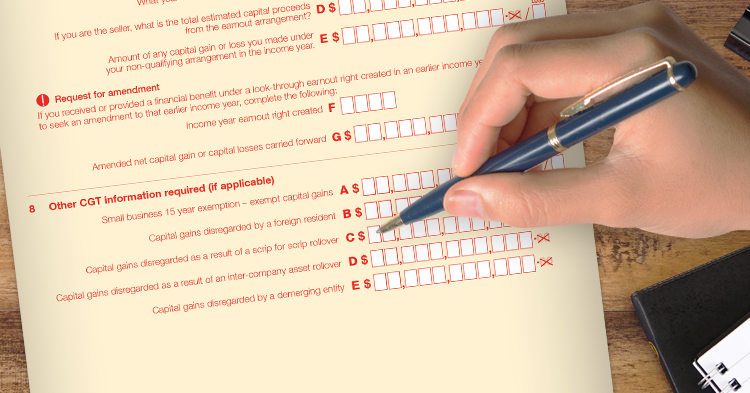 If you are the seller, what is the total estimated capital proceeds
from the earnout arrangement? D $
Amount of any capital gain or loss you made under
your non-qualifying arrangement in the income year. E $
Request for amendment
If you received or provided a financial benefit under a look-through earnout right created in an earlier income
to seek an amendment to that earlier income year, complete the following:
Income year earnout right created F
Amended net capital gain or capital losses carried forward G $
8 Other CGT information required (if applicable)
Small business 15 year exemption – exempt capital gains A $
Capital gains disregarded by a foreign resident B $
Capital gains disregarded as a result of a scrip for scrip rollover C $
Capital gains disregarded as a result of an inter-company asset rollover D $
Capital gains disregarded by a demerging entity E $